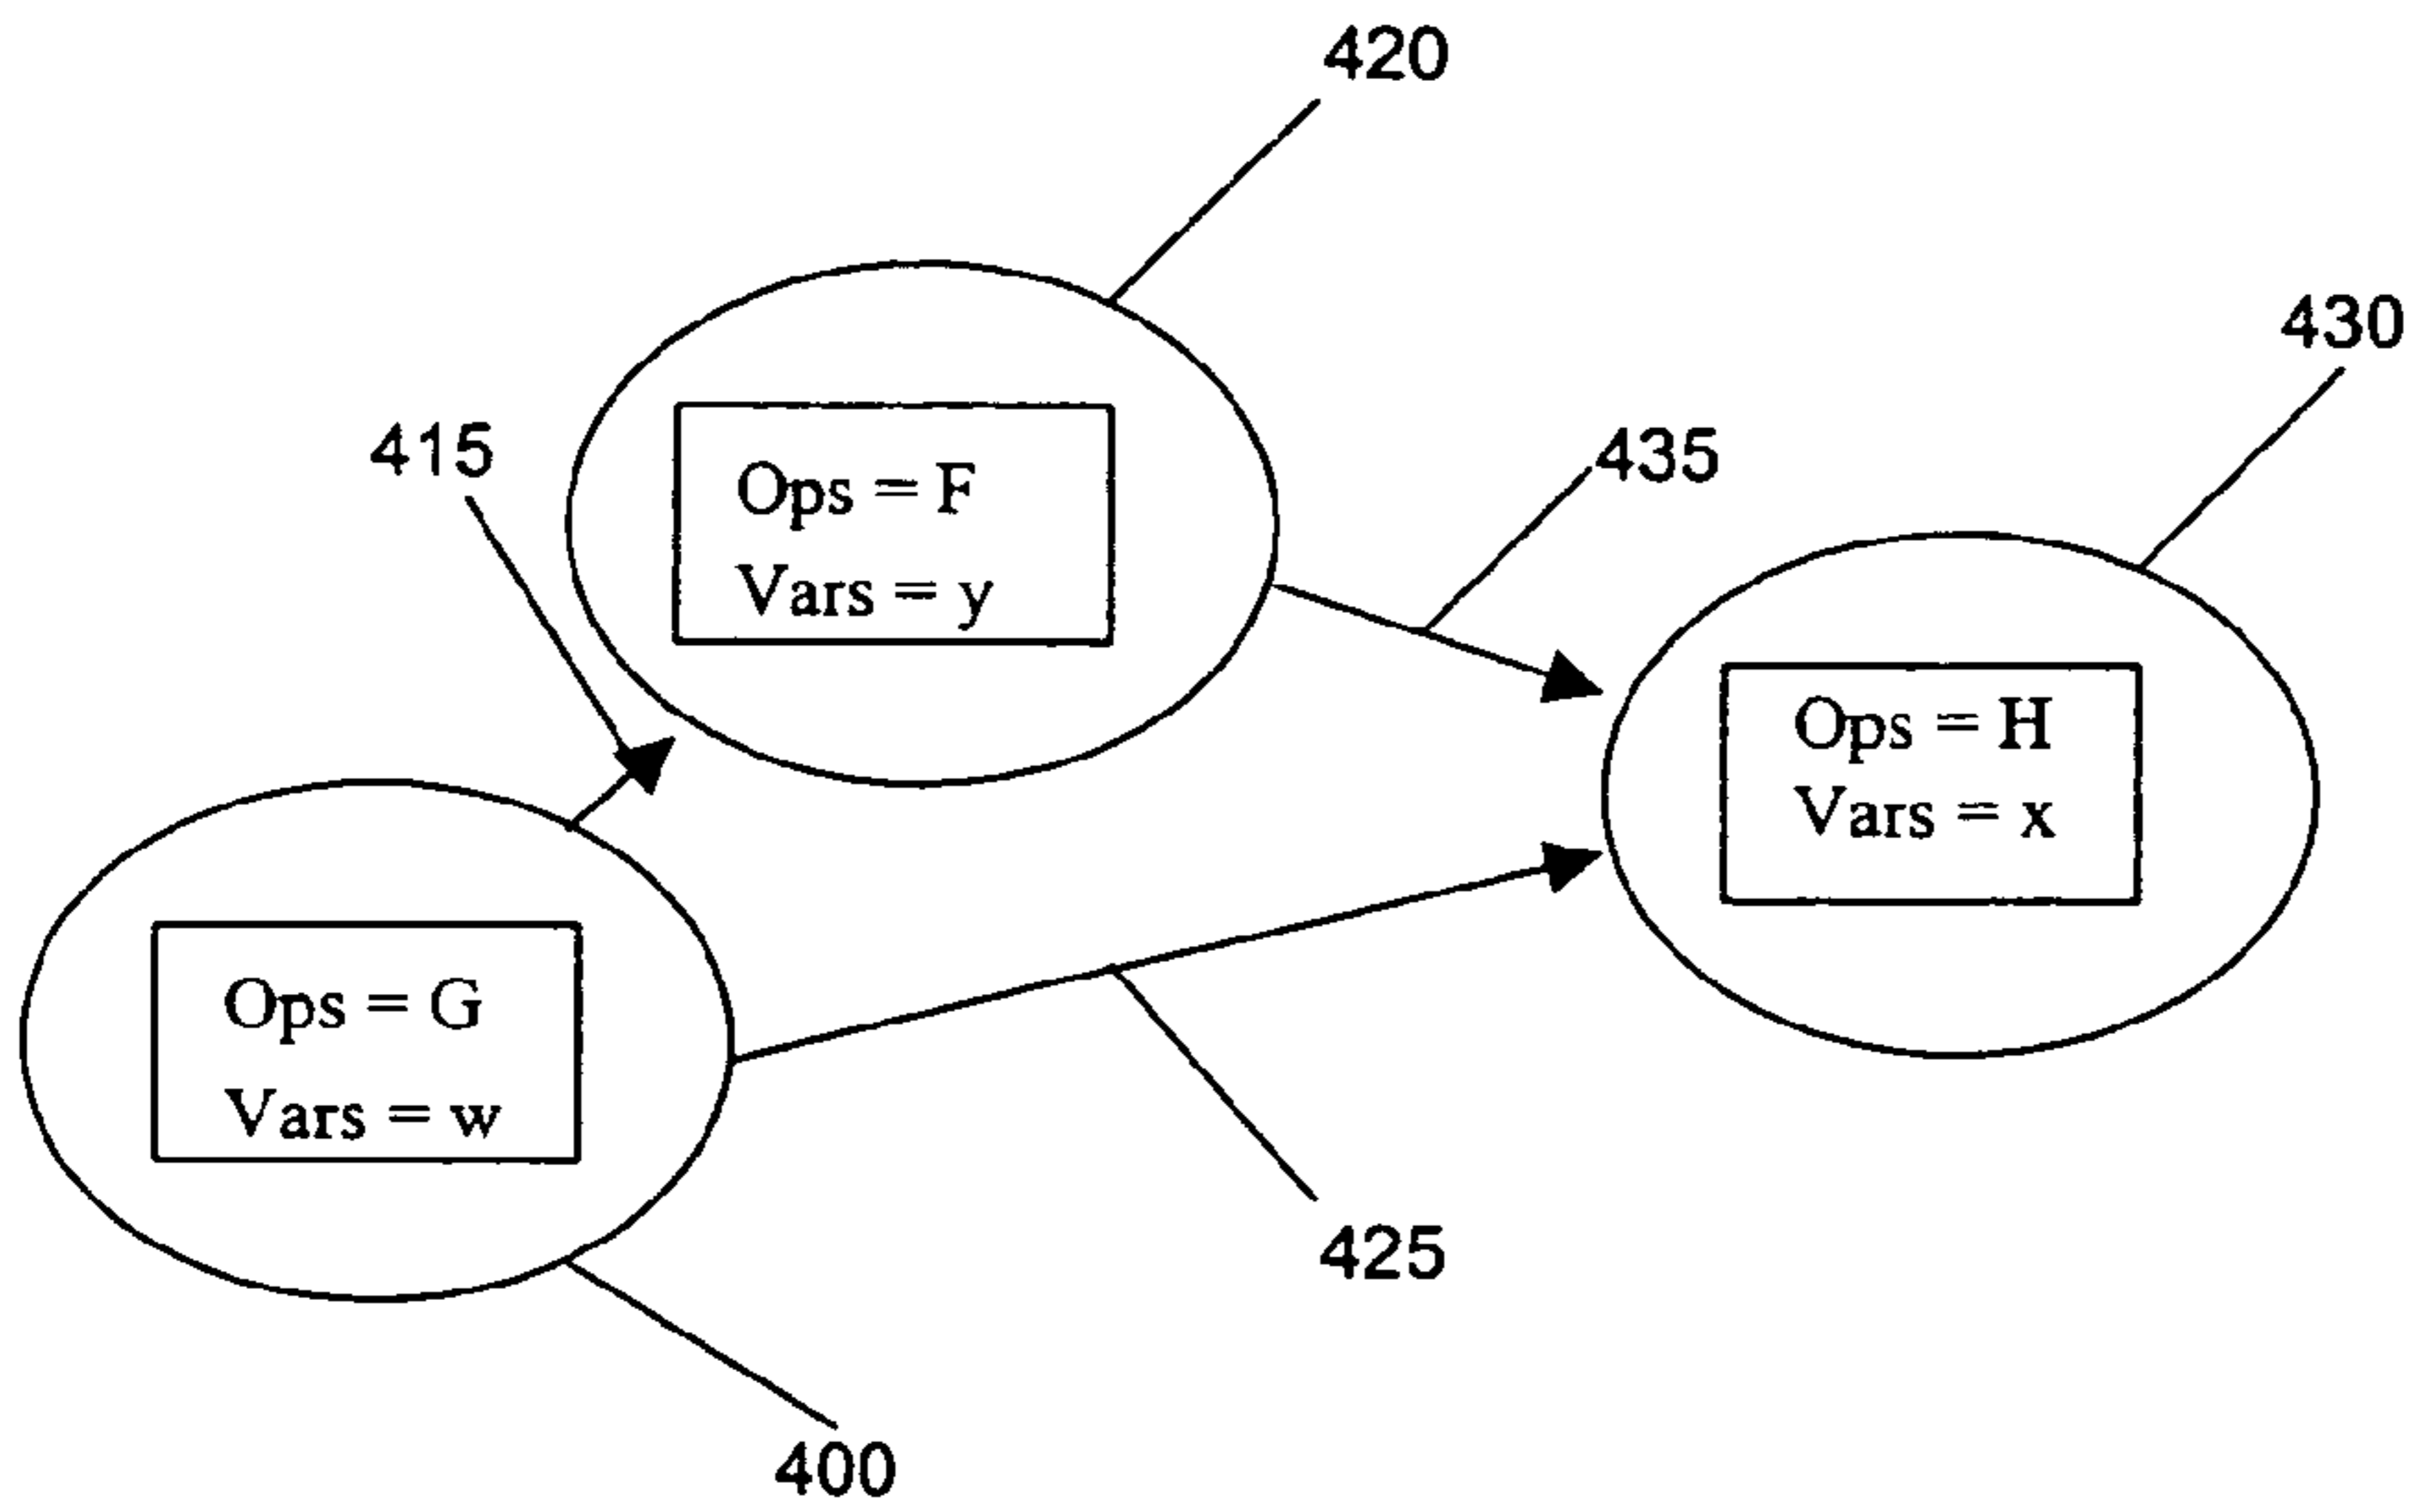 420
430
415
435
Ops = F
Vars = y
Ops = H
Vars = x
Ops = G
Vars = w
425
400